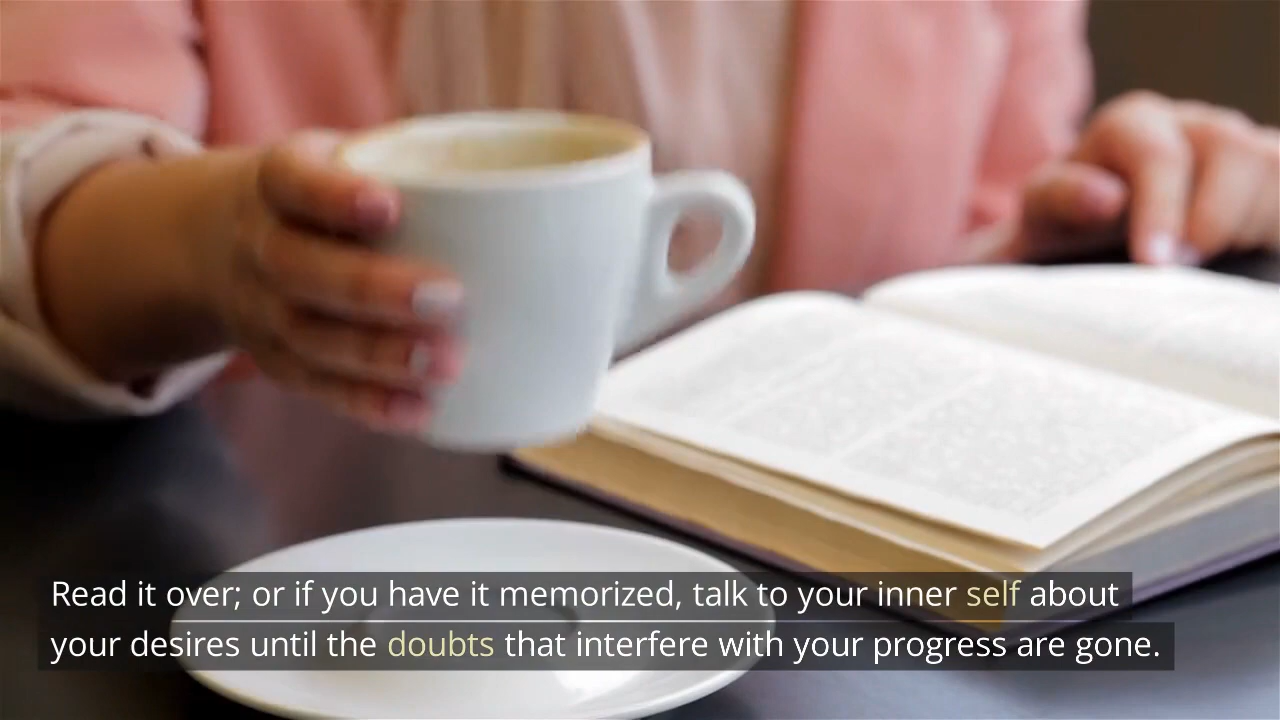 Read it over; or if you have it memorized, talk to your inner self about
your desires until the doubts that interfere with your progress are gone.